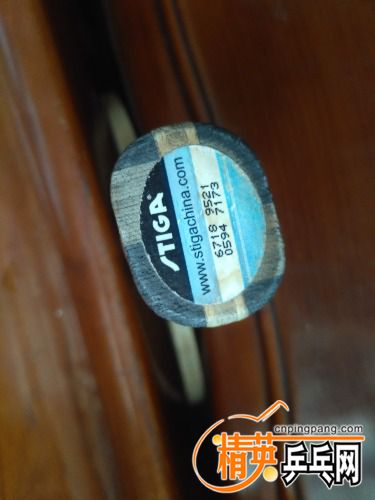 STIGA®
www.stigachina.com
6718 9521
0594 7173
cnpingpang.com
精英乒乓网